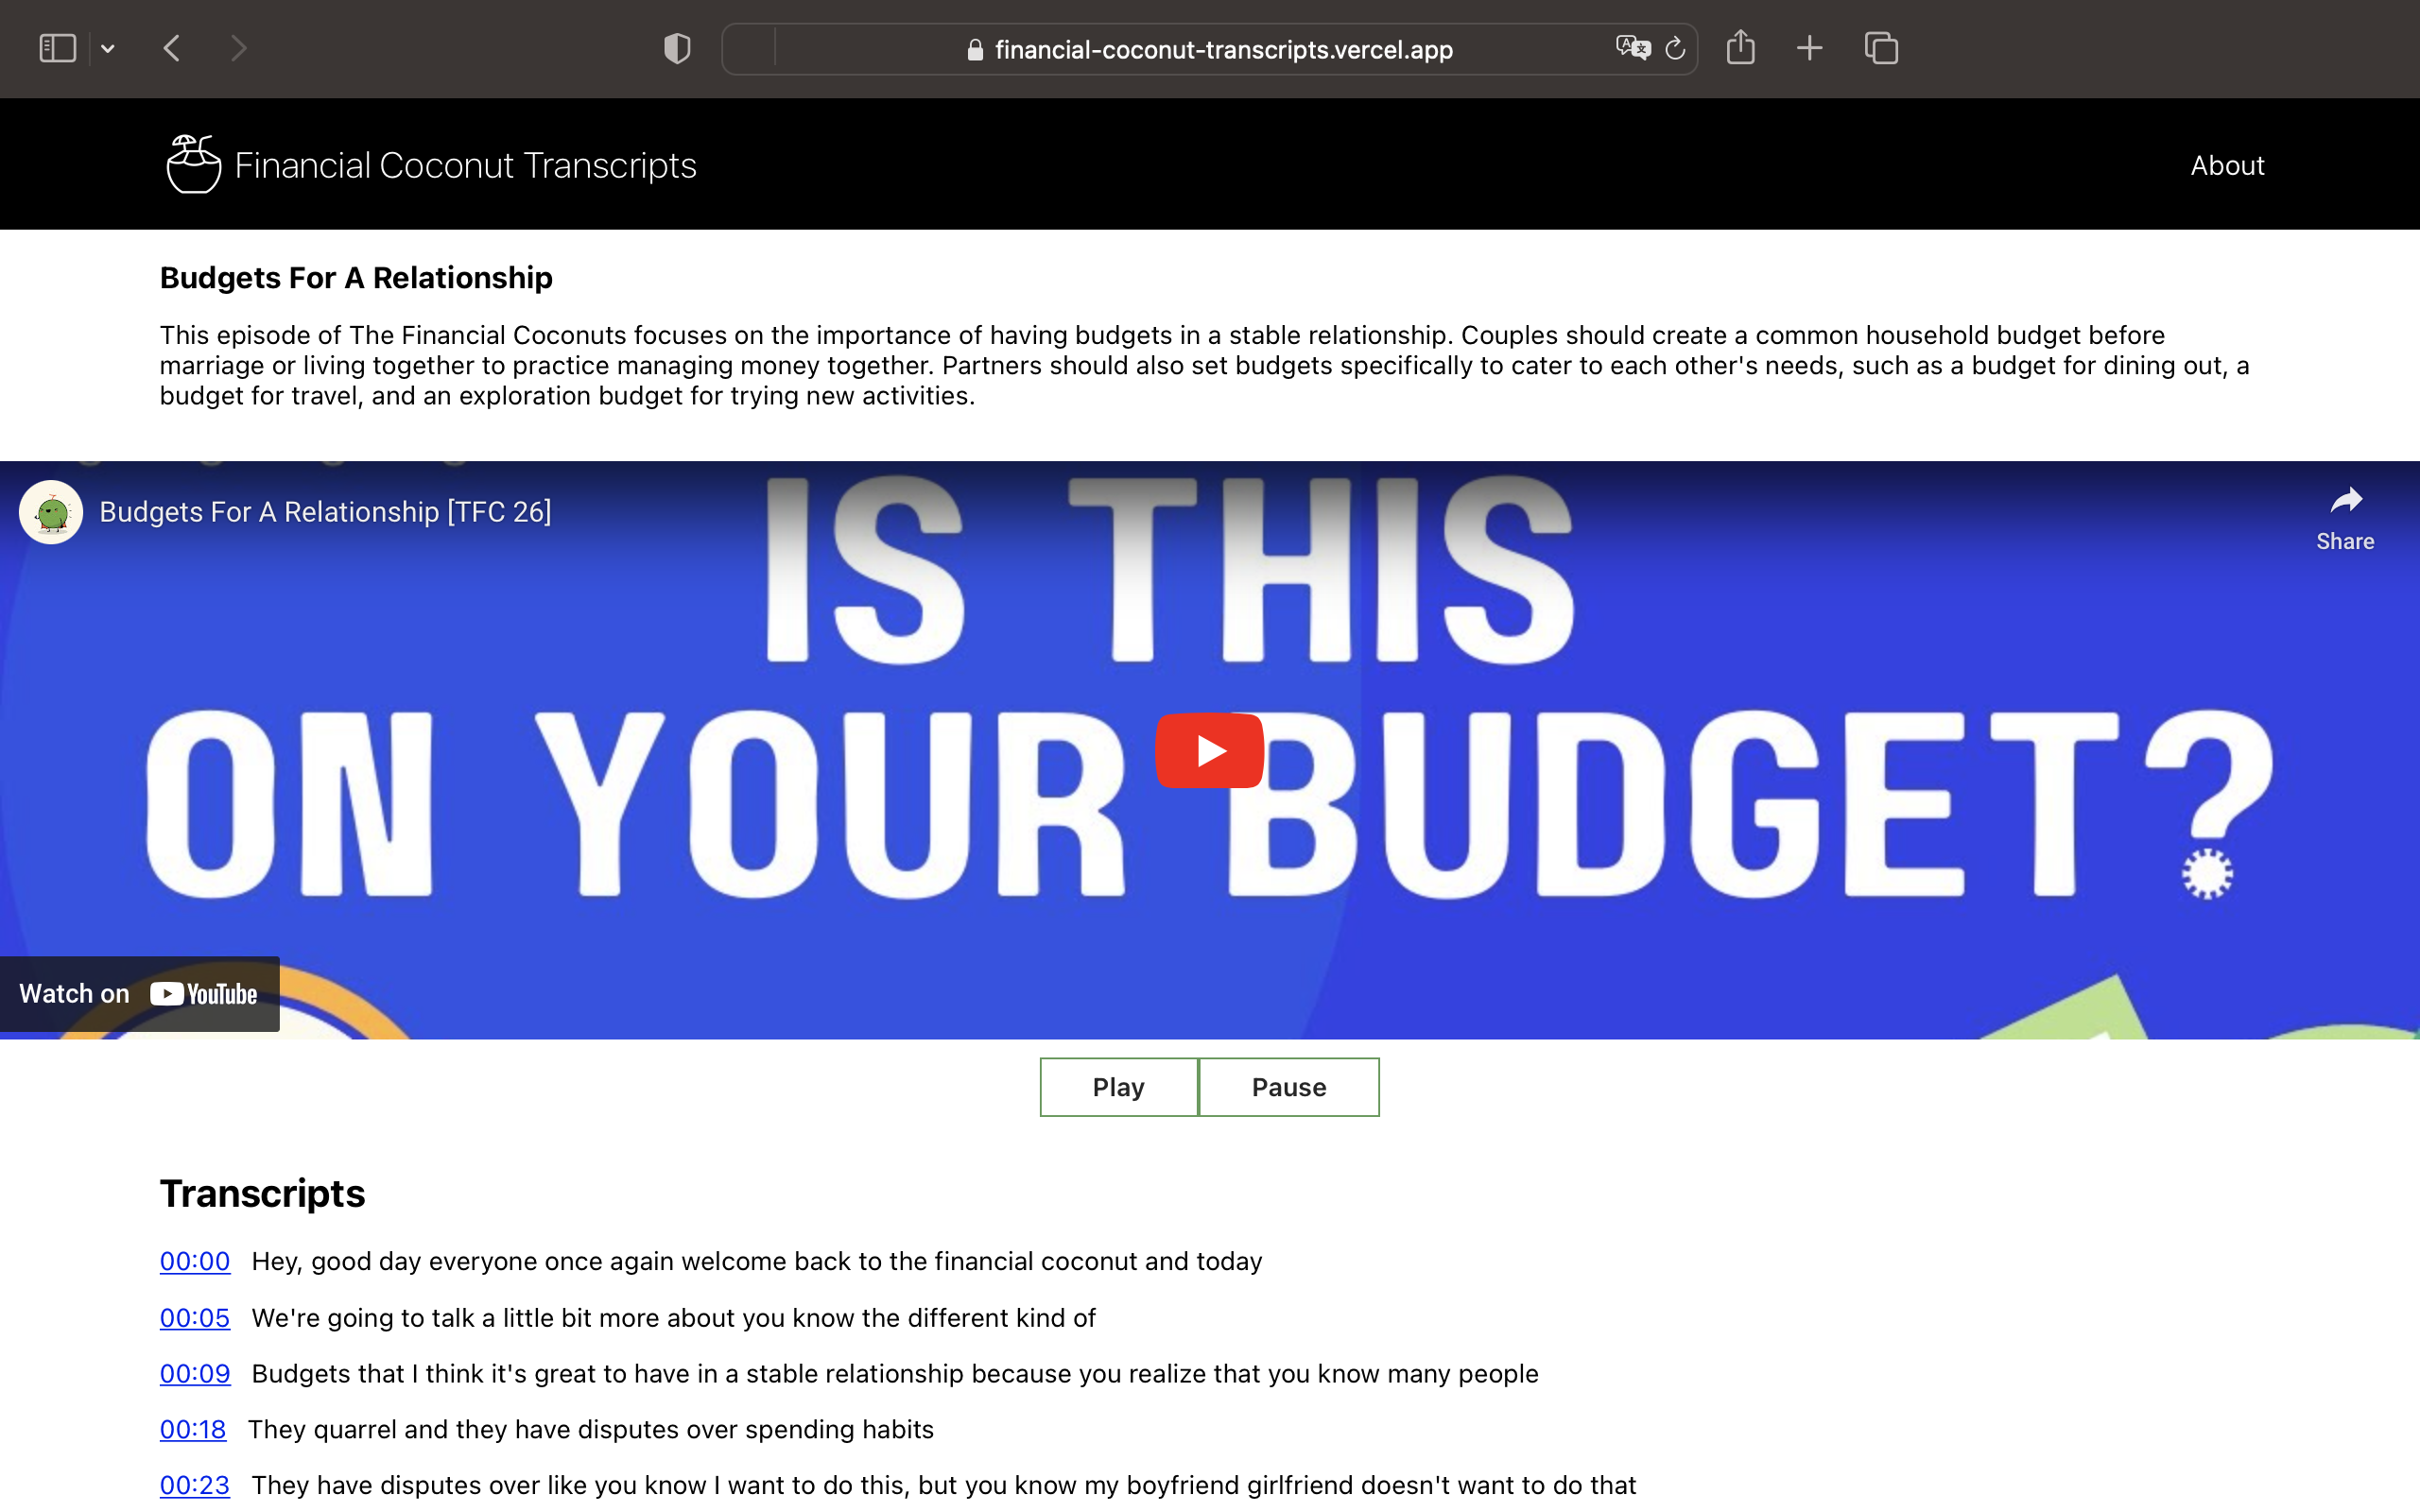 financial-coconut-transcripts.vercel.app
Financial Coconut Transcripts
About
Budgets For A Relationship
This episode of The Financial Coconuts focuses on the importance of having budgets in a stable relationship. Couples should create a common household budget before
marriage or living together to practice managing money together. Partners should also set budgets specifically to cater to each other's needs, such as a budget for dining out, a
budget for travel, and an exploration budget for trying new activities.
Budgets For A Relationship [TFC 26]
Share
IS THIS
ON YOUR BUDGET?
Watch on YouTube
Play
Pause
Transcripts
00:00 Hey, good day everyone once again welcome back to the financial coconut and today
00:05 We're going to talk a little bit more about you know the different kind of
00:09 Budgets that I think it's great to have in a stable relationship because you realize that you know many people
00:18 They quarrel and they have disputes over spending habits
00:23 They have disputes over like you know I want to do this, but you know my boyfriend girlfriend doesn't want to do that